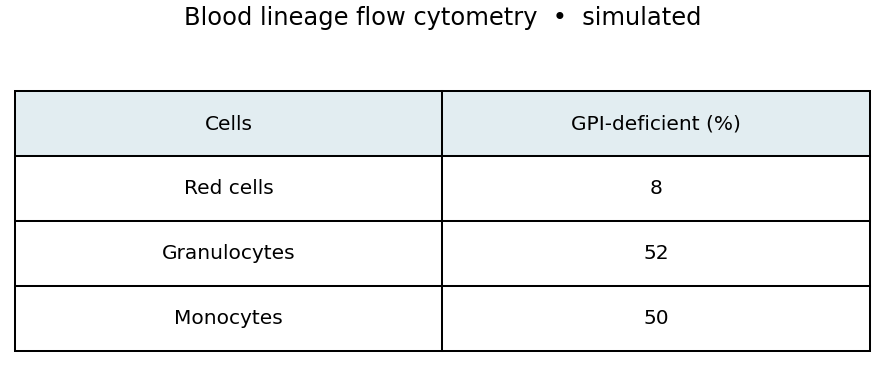 Blood lineage flow cytometry • simulated
Cells GPI-deficient (%)
Red cells 8
Granulocytes 52
Monocytes 50